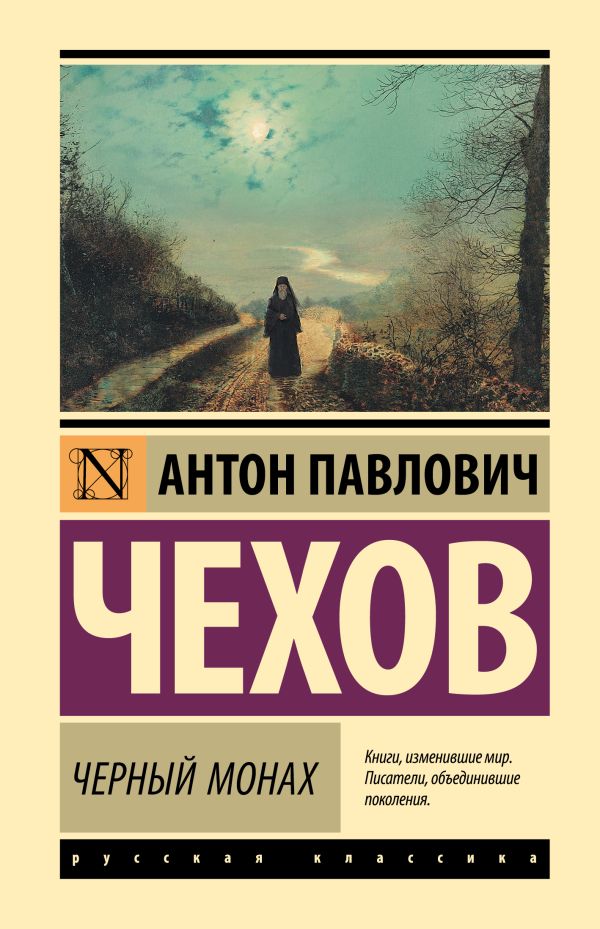 N
АНТОН ПАВЛОВИЧ
ЧЕХОВ
ЧЕРНЫЙ МОНАХ
Книги, изменившие мир.
Писатели, объединившие
поколения.
русская классика